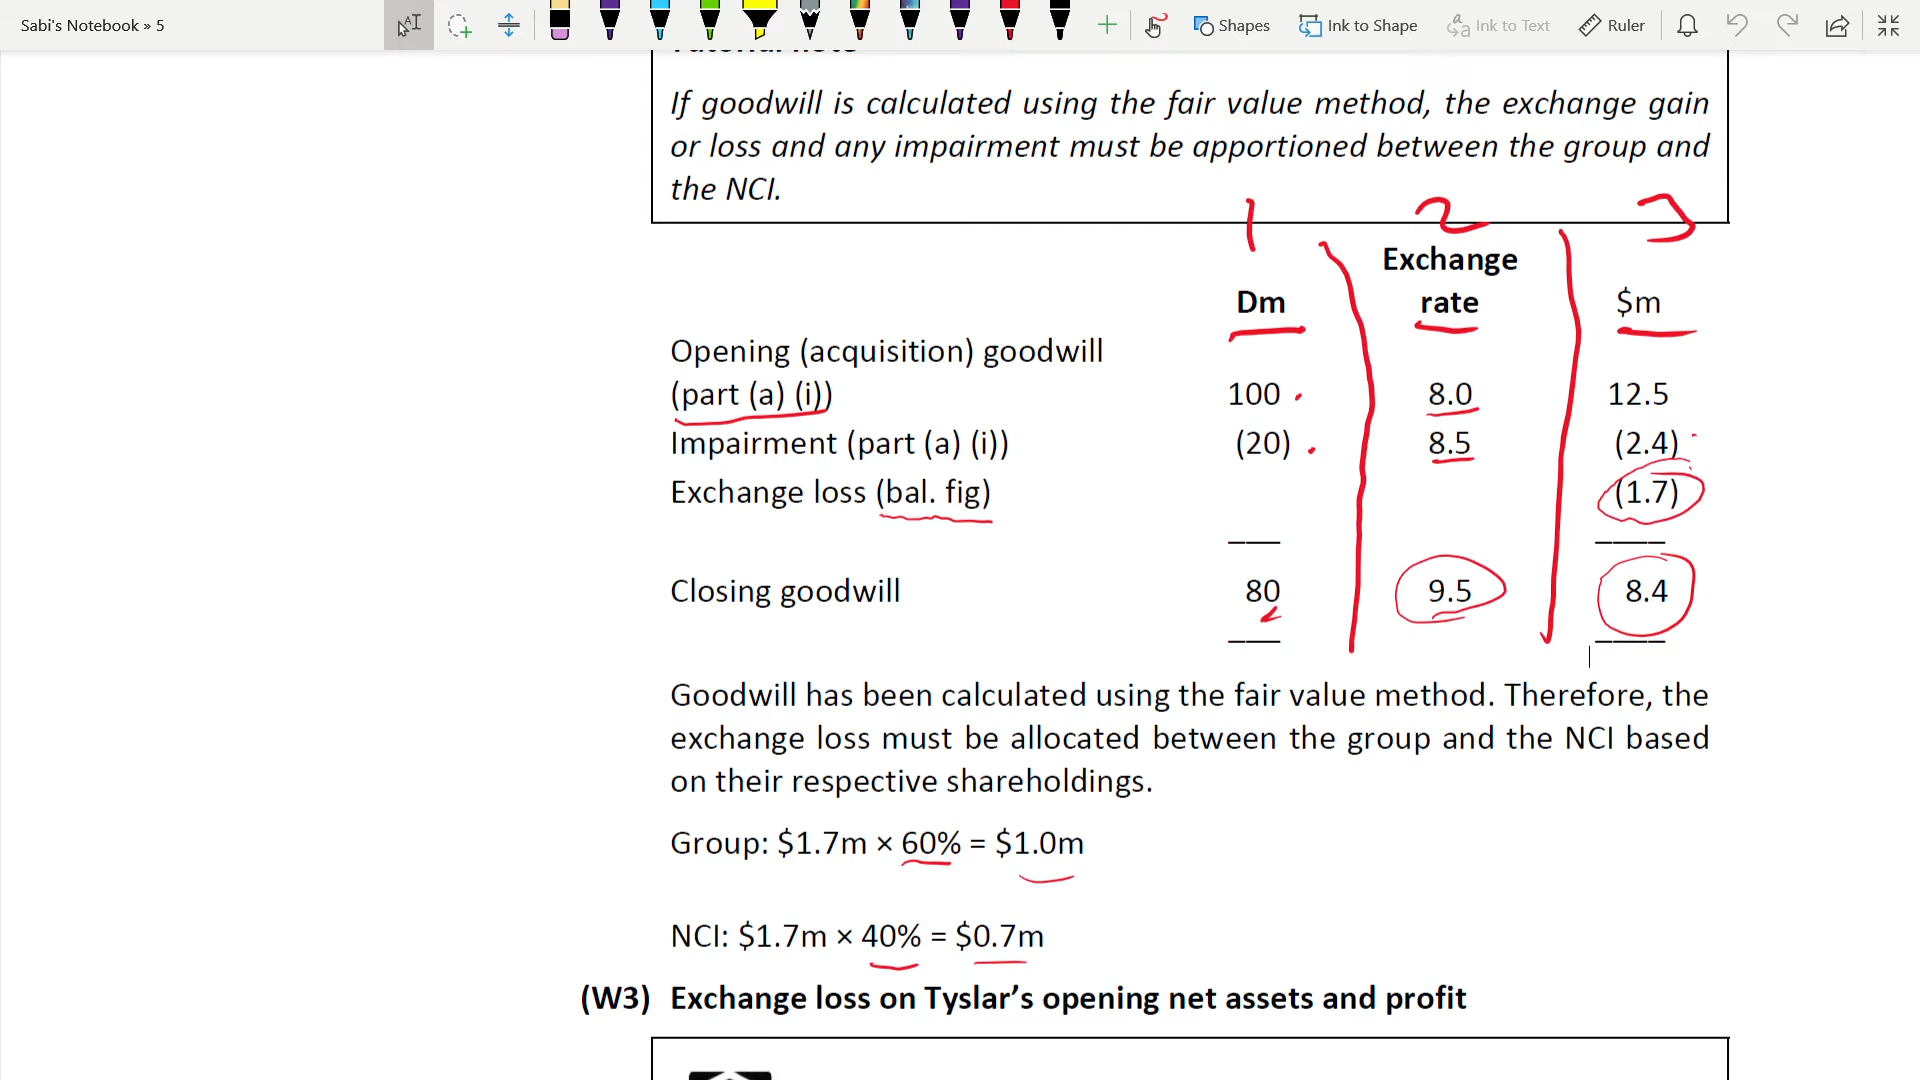 Sabi's Notebook » 5
Shapes
Ink to Shape
Ink to Text
Ruler
If goodwill is calculated using the fair value method, the exchange gain
or loss and any impairment must be apportioned between the group and
the NCI.
1 2 3
Exchange
Dm rate $m
Opening (acquisition) goodwill
(part (a) (i)) 100 8.0 12.5
Impairment (part (a) (i)) (20) 8.5 (2.4)
Exchange loss (bal. fig) (1.7)
Closing goodwill 80 9.5 8.4
Goodwill has been calculated using the fair value method. Therefore, the
exchange loss must be allocated between the group and the NCI based
on their respective shareholdings.
Group: $1.7m × 60% = $1.0m
NCI: $1.7m × 40% = $0.7m
(W3) Exchange loss on Tyslar’s opening net assets and profit